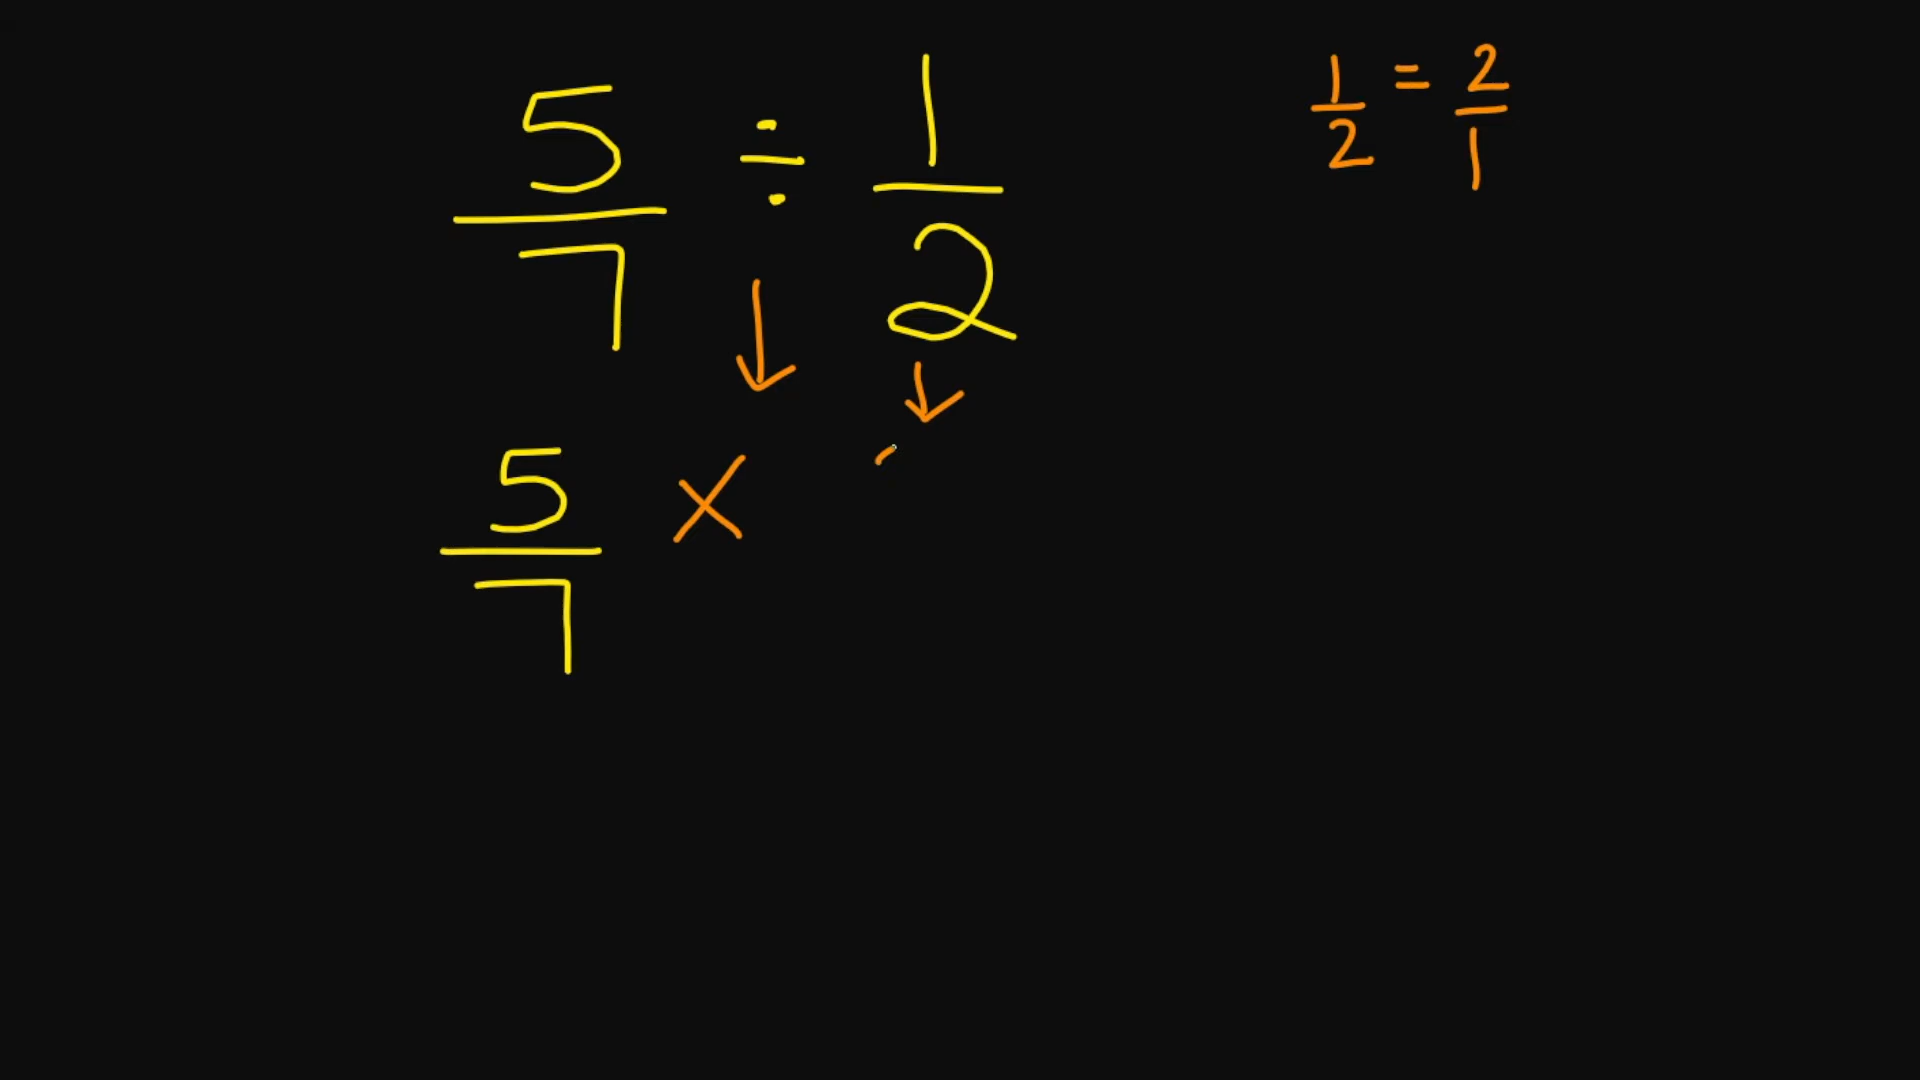 5/7 ÷ 1/2
1/2 = 2/1
5/7 ×